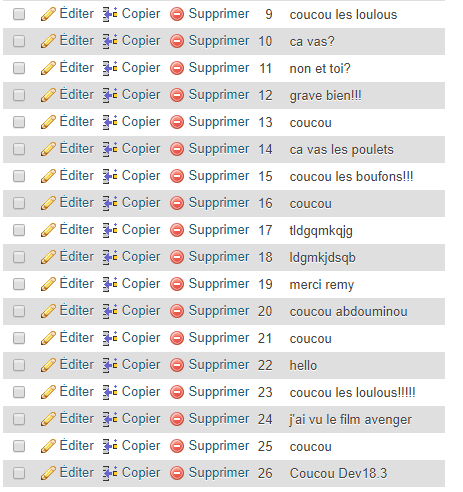 Éditer Copier Supprimer 9 coucou les loulous
Éditer Copier Supprimer 10 ca vas?
Éditer Copier Supprimer 11 non et toi?
Éditer Copier Supprimer 12 grave bien!!!
Éditer Copier Supprimer 13 coucou
Éditer Copier Supprimer 14 ca vas les poulets
Éditer Copier Supprimer 15 coucou les boufons!!!
Éditer Copier Supprimer 16 coucou
Éditer Copier Supprimer 17 tldgqmkqjg
Éditer Copier Supprimer 18 ldgmkjdsqb
Éditer Copier Supprimer 19 merci remy
Éditer Copier Supprimer 20 coucou abdouminou
Éditer Copier Supprimer 21 coucou
Éditer Copier Supprimer 22 hello
Éditer Copier Supprimer 23 coucou les loulous!!!!!
Éditer Copier Supprimer 24 j'ai vu le film avenger
Éditer Copier Supprimer 25 coucou
Éditer Copier Supprimer 26 Coucou Dev18.3